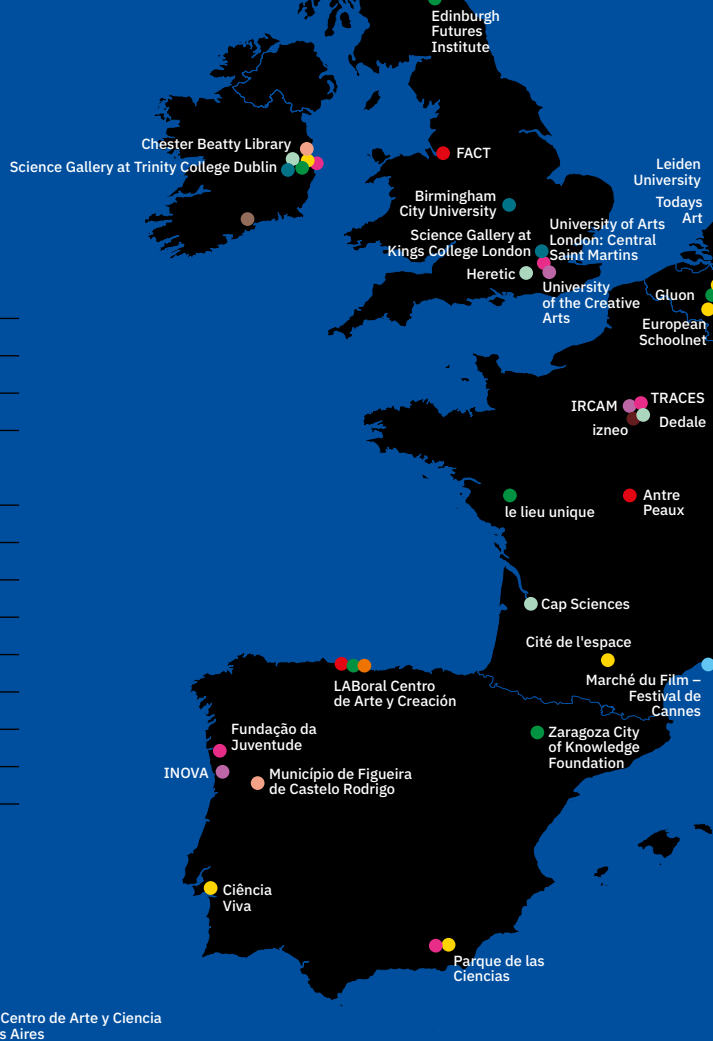 Edinburgh
Futures
Institute
Chester Beatty Library
Science Gallery at Trinity College Dublin
FACT
Leiden
University
Todays
Art
Birmingham
City University
University of Arts
London: Central
Saint Martins
Science Gallery at
Kings College London
Heretic
University
of the Creative
Arts
Gluon
European
Schoolnet
IRCAM
TRACES
izneo
Dedale
le lieu unique
Antre
Peaux
Cap Sciences
Cité de l'espace
Marché du Film –
Festival de
Cannes
LABoral Centro
de Arte y Creación
Fundação da
Juventude
Zaragoza City
of Knowledge
Foundation
INOVA
Município de Figueira
de Castelo Rodrigo
Ciência
Viva
Parque de las
Ciencias
Centro de Arte y Ciencia
s Aires